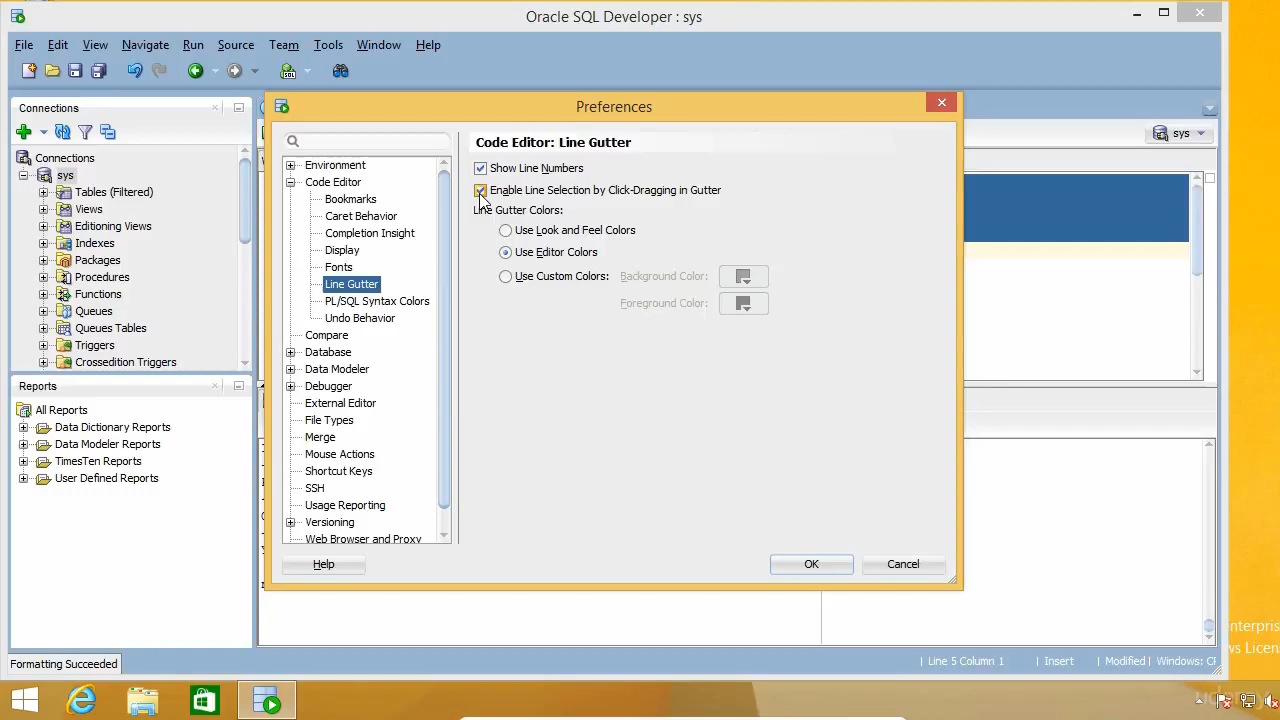 Oracle SQL Developer : sys
File Edit View Navigate Run Source Team Tools Window Help
Connections
Connections
sys
Tables (Filtered)
Views
Editioning Views
Indexes
Packages
Procedures
Functions
Queues
Queues Tables
Triggers
Crossedition Triggers
Reports
All Reports
Data Dictionary Reports
Data Modeler Reports
TimesTen Reports
User Defined Reports
Formatting Succeeded
sys
Preferences
Environment
Code Editor
Bookmarks
Caret Behavior
Completion Insight
Display
Fonts
Line Gutter
PL/SQL Syntax Colors
Undo Behavior
Compare
Database
Data Modeler
Debugger
External Editor
File Types
Merge
Mouse Actions
Shortcut Keys
SSH
Usage Reporting
Versioning
Web Browser and Proxy
Code Editor: Line Gutter
Show Line Numbers
Enable Line Selection by Click-Dragging in Gutter
Line Gutter Colors:
Use Look and Feel Colors
Use Editor Colors
Use Custom Colors: Background Color:
Foreground Color:
Help OK Cancel
Line 5 Column 1 Insert Modified Windows: CR
nterpris
ws Licen
udemy